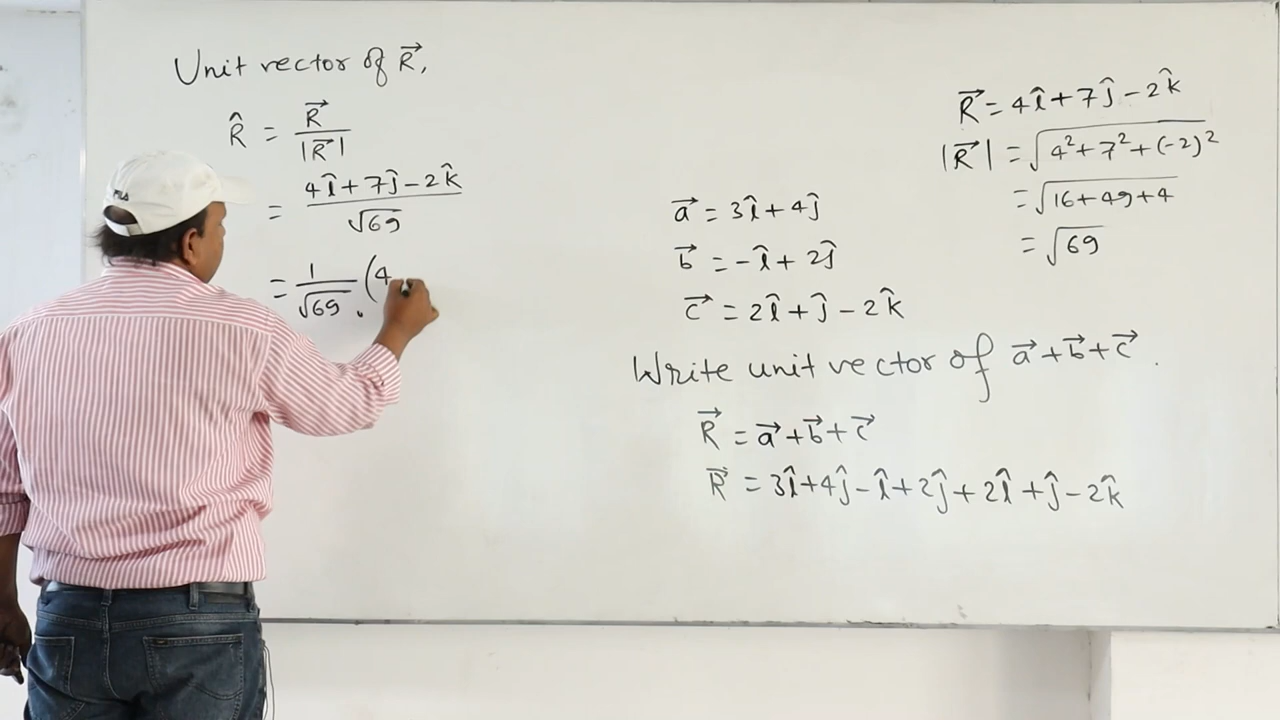 Unit vector of R⃗,
R̂ = R⃗ / |R⃗|
= 4î + 7ĵ − 2k̂ / √69
= 1/√69 . (4
a⃗ = 3î + 4ĵ
b⃗ = −î + 2ĵ
c⃗ = 2î + ĵ − 2k̂
Write unit vector of a⃗ + b⃗ + c⃗ .
R⃗ = a⃗ + b⃗ + c⃗
R⃗ = 3î + 4ĵ − î + 2ĵ + 2î + ĵ − 2k̂
R⃗ = 4î + 7ĵ − 2k̂
|R⃗| = √4² + 7² + (−2)²
= √16 + 49 + 4
= √69